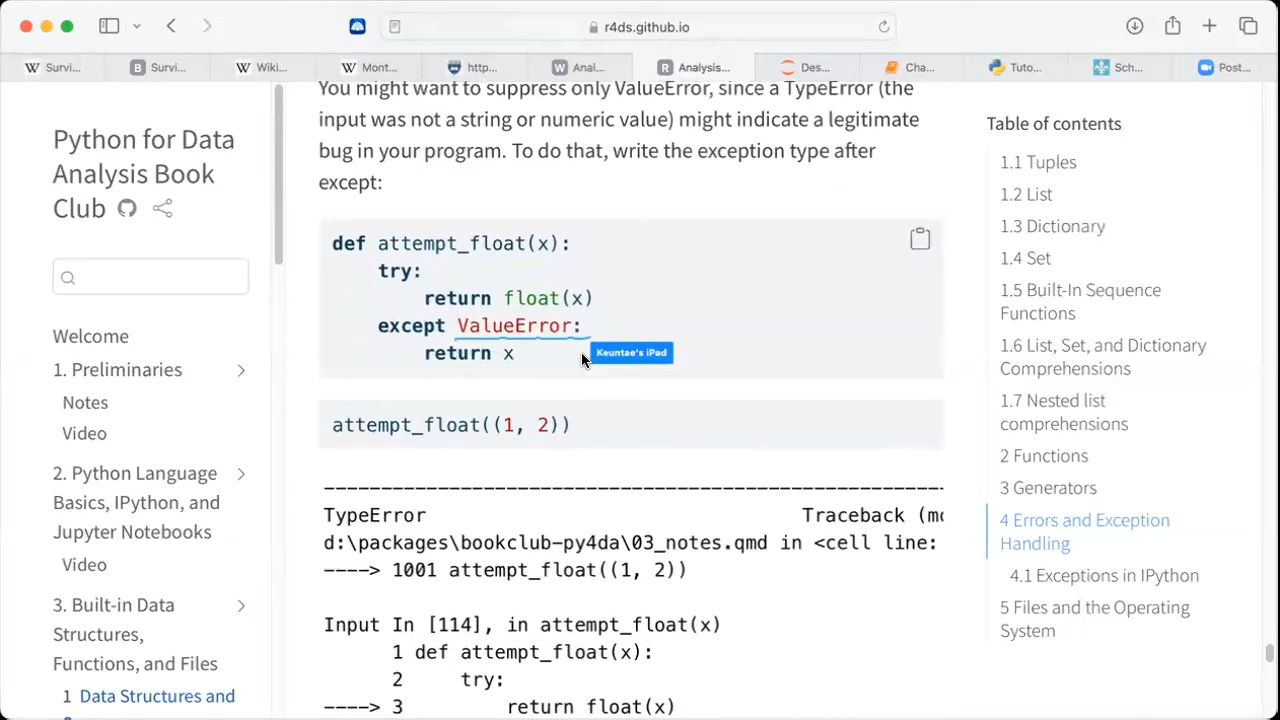 r4ds.github.io
Survi...
Survi...
Wiki...
Mont...
http...
Anal...
Analysis...
Des...
Cha...
Tuto...
Sch...
Post...
Python for Data
Analysis Book
Club
Welcome
1. Preliminaries
Notes
Video
2. Python Language
Basics, IPython, and
Jupyter Notebooks
Video
3. Built-in Data
Structures,
Functions, and Files
1 Data Structures and
You might want to suppress only ValueError, since a TypeError (the
input was not a string or numeric value) might indicate a legitimate
bug in your program. To do that, write the exception type after
except:
def attempt_float(x):
    try:
        return float(x)
    except ValueError:
        return x
Keuntae's iPad
attempt_float((1, 2))
---------------------------------------------------------------------------
TypeError Traceback (mo
d:\packages\bookclub-py4da\03_notes.qmd in <cell line:
----> 1001 attempt_float((1, 2))
Input In [114], in attempt_float(x)
      1 def attempt_float(x):
      2     try:
----> 3         return float(x)
Table of contents
1.1 Tuples
1.2 List
1.3 Dictionary
1.4 Set
1.5 Built-In Sequence
Functions
1.6 List, Set, and Dictionary
Comprehensions
1.7 Nested list
comprehensions
2 Functions
3 Generators
4 Errors and Exception
Handling
4.1 Exceptions in IPython
5 Files and the Operating
System